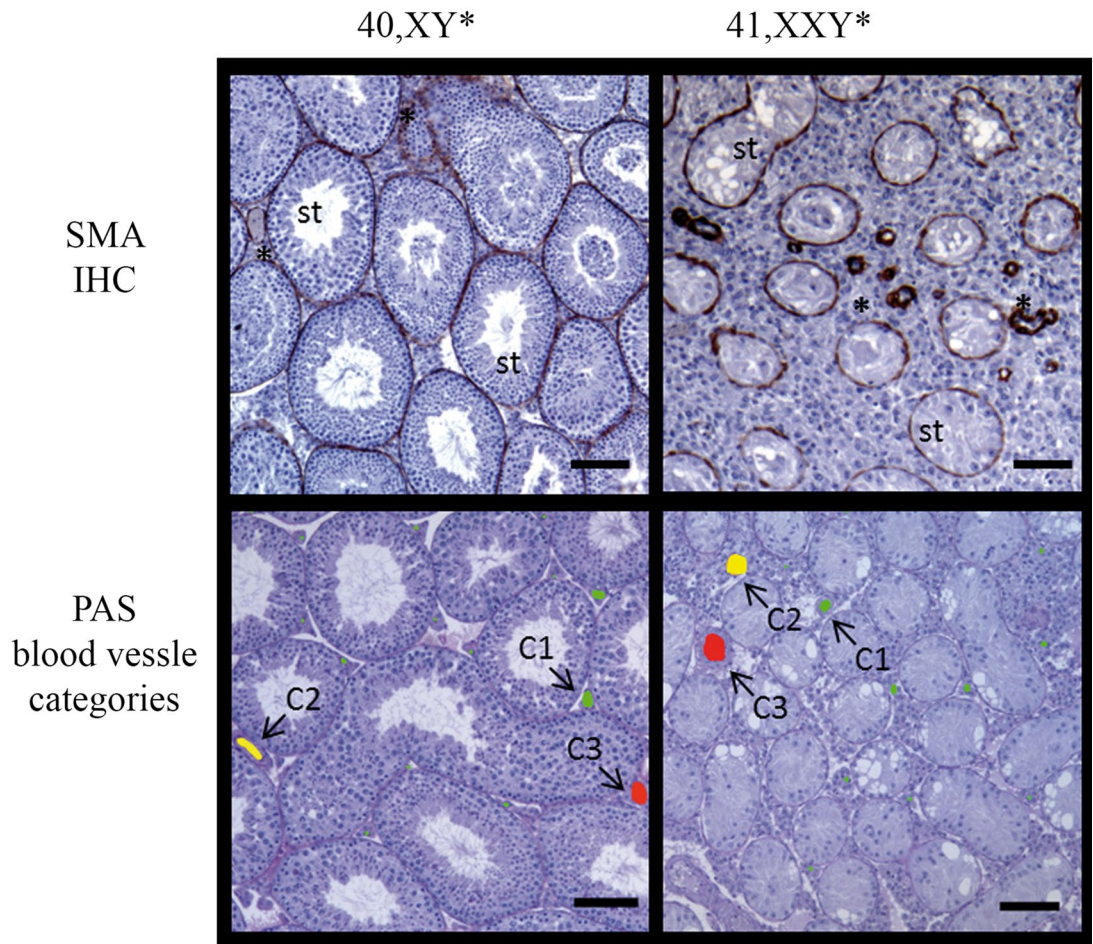 40,XY*
41,XXY*
SMA
IHC
*
st
*
st
st
*
*
st
PAS
blood vessle
categories
C1
C2
C3
C2
C1
C3